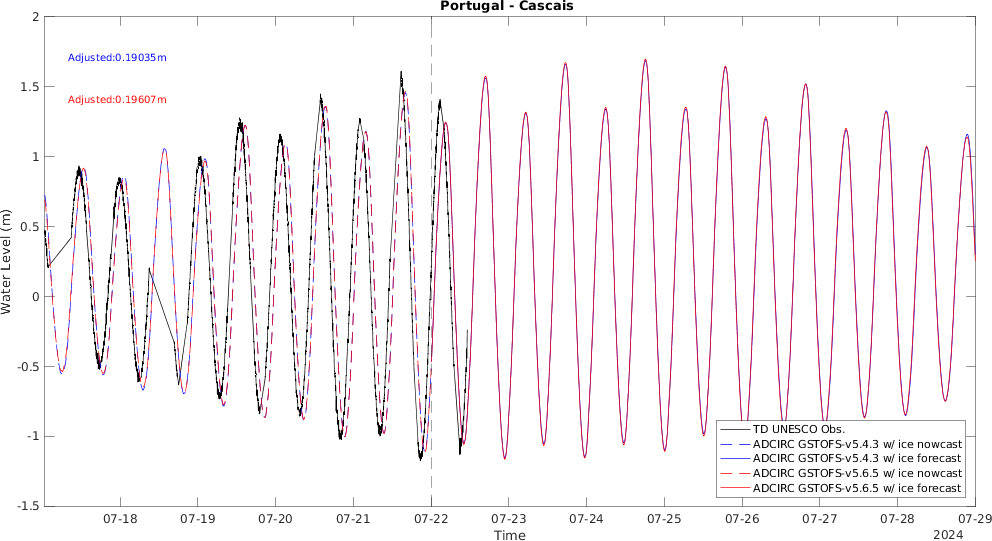 Portugal - Cascais
Adjusted:0.19035m
Adjusted:0.19607m
Water Level (m)
2
1.5
1
0.5
0
-0.5
-1
-1.5
TD UNESCO Obs.
ADCIRC GSTOFS-v5.4.3 w/ ice nowcast
ADCIRC GSTOFS-v5.4.3 w/ ice forecast
ADCIRC GSTOFS-v5.6.5 w/ ice nowcast
ADCIRC GSTOFS-v5.6.5 w/ ice forecast
07-18 07-19 07-20 07-21 07-22 07-23 07-24 07-25 07-26 07-27 07-28 07-29
Time
2024